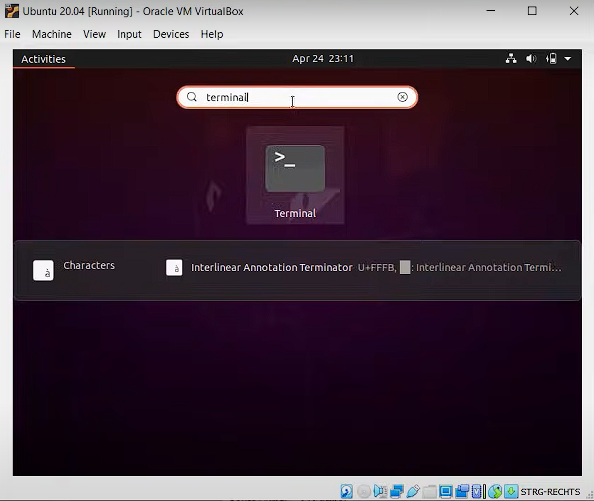 Ubuntu 20.04 [Running] - Oracle VM VirtualBox
File Machine View Input Devices Help
Activities Apr 24 23:11
terminal
>_
Terminal
à Characters à Interlinear Annotation Terminator U+FFFB, : Interlinear Annotation Termi...
STRG-RECHTS